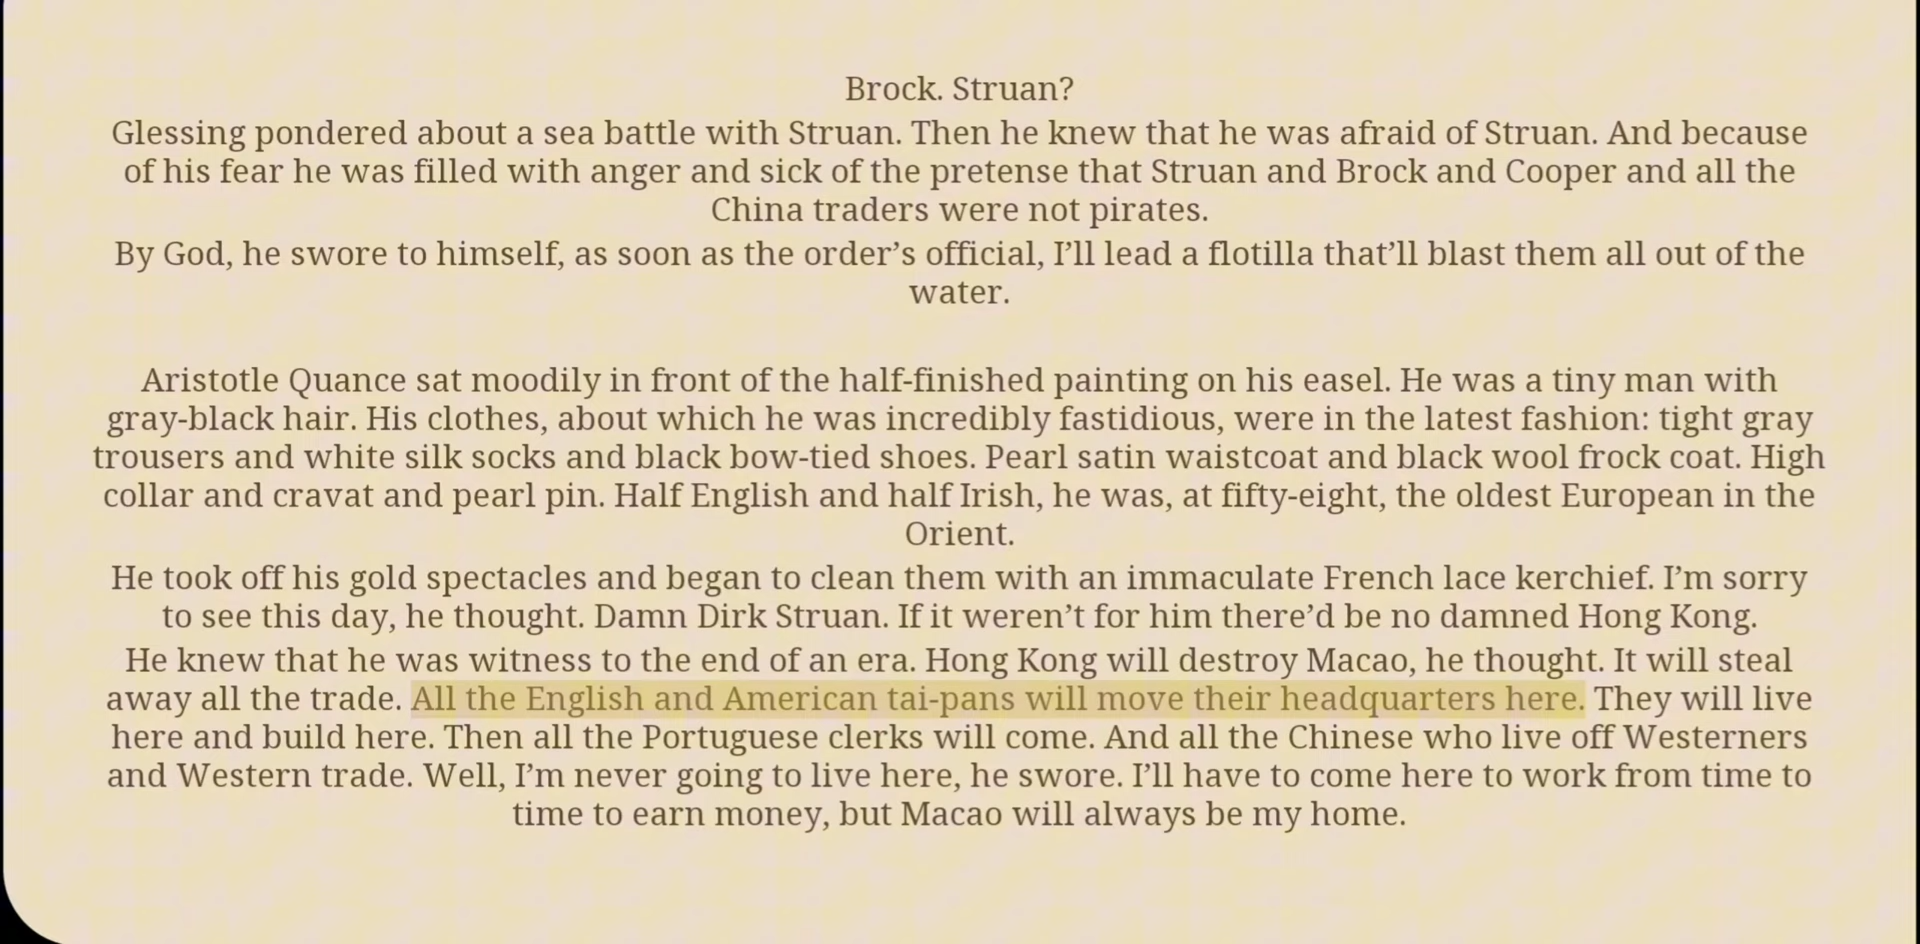 Brock. Struan?
Glessing pondered about a sea battle with Struan. Then he knew that he was afraid of Struan. And because
of his fear he was filled with anger and sick of the pretense that Struan and Brock and Cooper and all the
China traders were not pirates.
By God, he swore to himself, as soon as the order’s official, I’ll lead a flotilla that’ll blast them all out of the
water.
Aristotle Quance sat moodily in front of the half-finished painting on his easel. He was a tiny man with
gray-black hair. His clothes, about which he was incredibly fastidious, were in the latest fashion: tight gray
trousers and white silk socks and black bow-tied shoes. Pearl satin waistcoat and black wool frock coat. High
collar and cravat and pearl pin. Half English and half Irish, he was, at fifty-eight, the oldest European in the
Orient.
He took off his gold spectacles and began to clean them with an immaculate French lace kerchief. I’m sorry
to see this day, he thought. Damn Dirk Struan. If it weren’t for him there’d be no damned Hong Kong.
He knew that he was witness to the end of an era. Hong Kong will destroy Macao, he thought. It will steal
away all the trade. All the English and American tai-pans will move their headquarters here. They will live
here and build here. Then all the Portuguese clerks will come. And all the Chinese who live off Westerners
and Western trade. Well, I’m never going to live here, he swore. I’ll have to come here to work from time to
time to earn money, but Macao will always be my home.